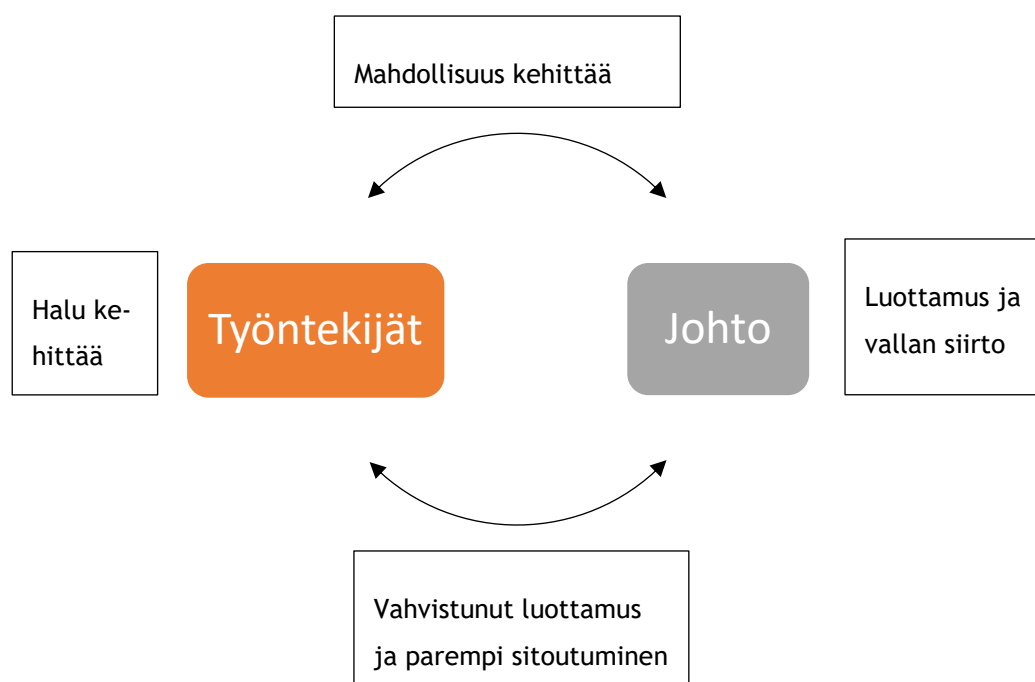 Mahdollisuus kehittää
Halu ke-
hittää
Työntekijät
Johto
Luottamus ja
vallan siirto
Vahvistunut luottamus
ja parempi sitoutuminen